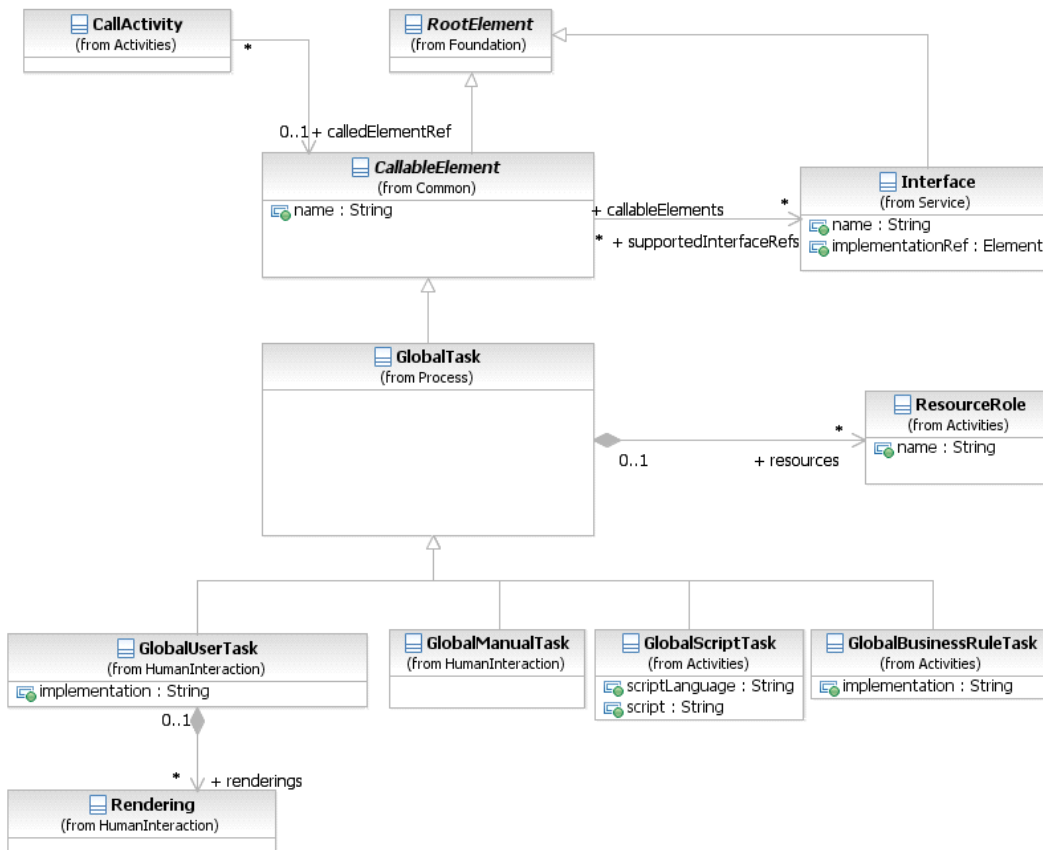 CallActivity
(from Activities)
RootElement
(from Foundation)
*
0..1 + calledElementRef
CallableElement
(from Common)
name : String
+ callableElements
*
* + supportedInterfaceRefs
Interface
(from Service)
name : String
implementationRef : Element
GlobalTask
(from Process)
ResourceRole
(from Activities)
name : String
*
0..1
+ resources
GlobalUserTask
(from HumanInteraction)
implementation : String
GlobalManualTask
(from HumanInteraction)
GlobalScriptTask
(from Activities)
scriptLanguage : String
script : String
GlobalBusinessRuleTask
(from Activities)
implementation : String
0..1
* + renderings
Rendering
(from HumanInteraction)